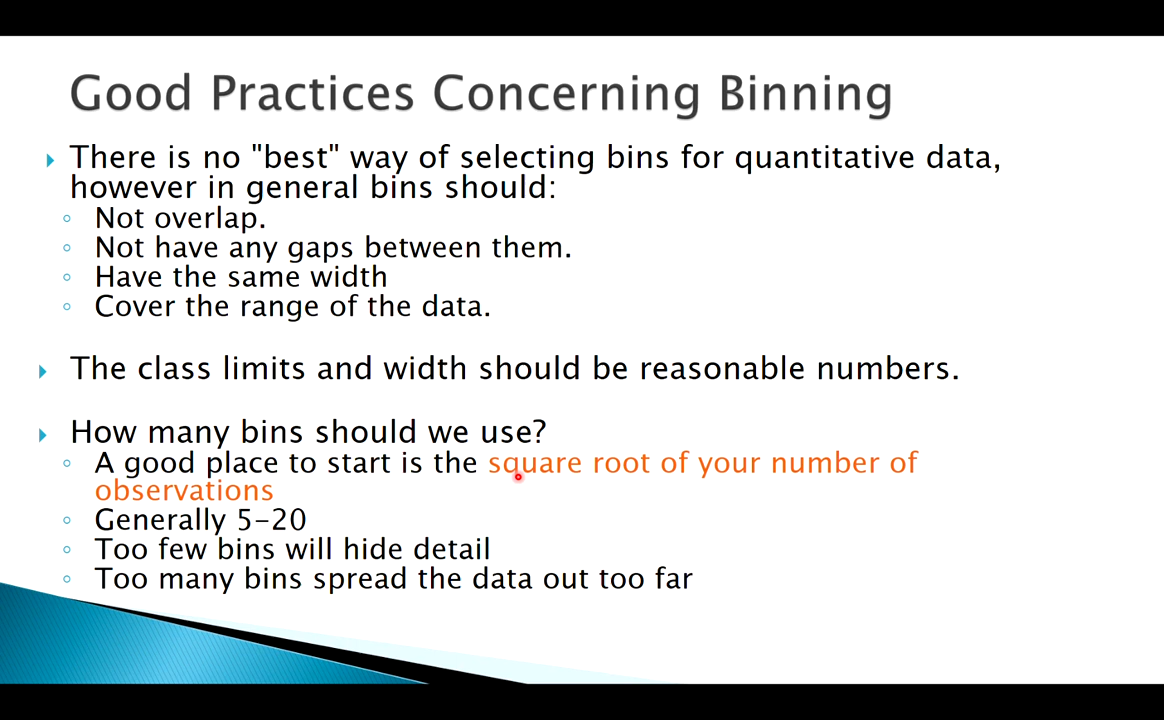 Good Practices Concerning Binning
There is no "best" way of selecting bins for quantitative data,
however in general bins should:
Not overlap.
Not have any gaps between them.
Have the same width
Cover the range of the data.
The class limits and width should be reasonable numbers.
How many bins should we use?
A good place to start is the square root of your number of
observations
Generally 5-20
Too few bins will hide detail
Too many bins spread the data out too far